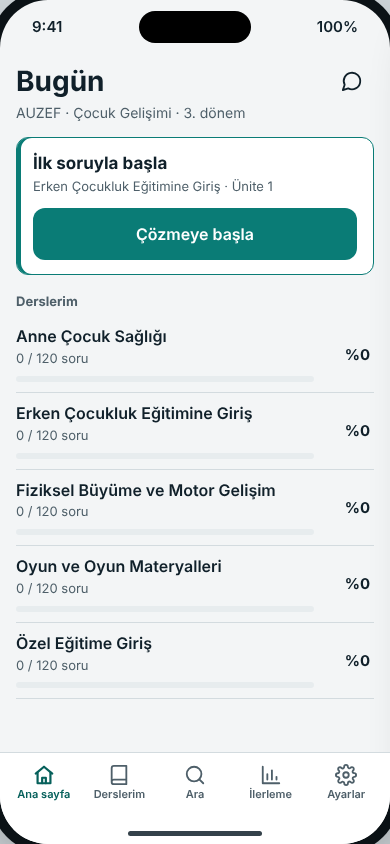 9:41
100%
Bugün
AUZEF · Çocuk Gelişimi · 3. dönem
İlk soruyla başla
Erken Çocukluk Eğitimine Giriş · Ünite 1
Çözmeye başla
Derslerim
Anne Çocuk Sağlığı
0 / 120 soru
%0
Erken Çocukluk Eğitimine Giriş
0 / 120 soru
%0
Fiziksel Büyüme ve Motor Gelişim
0 / 120 soru
%0
Oyun ve Oyun Materyalleri
0 / 120 soru
%0
Özel Eğitime Giriş
0 / 120 soru
%0
Ana sayfa
Derslerim
Ara
İlerleme
Ayarlar